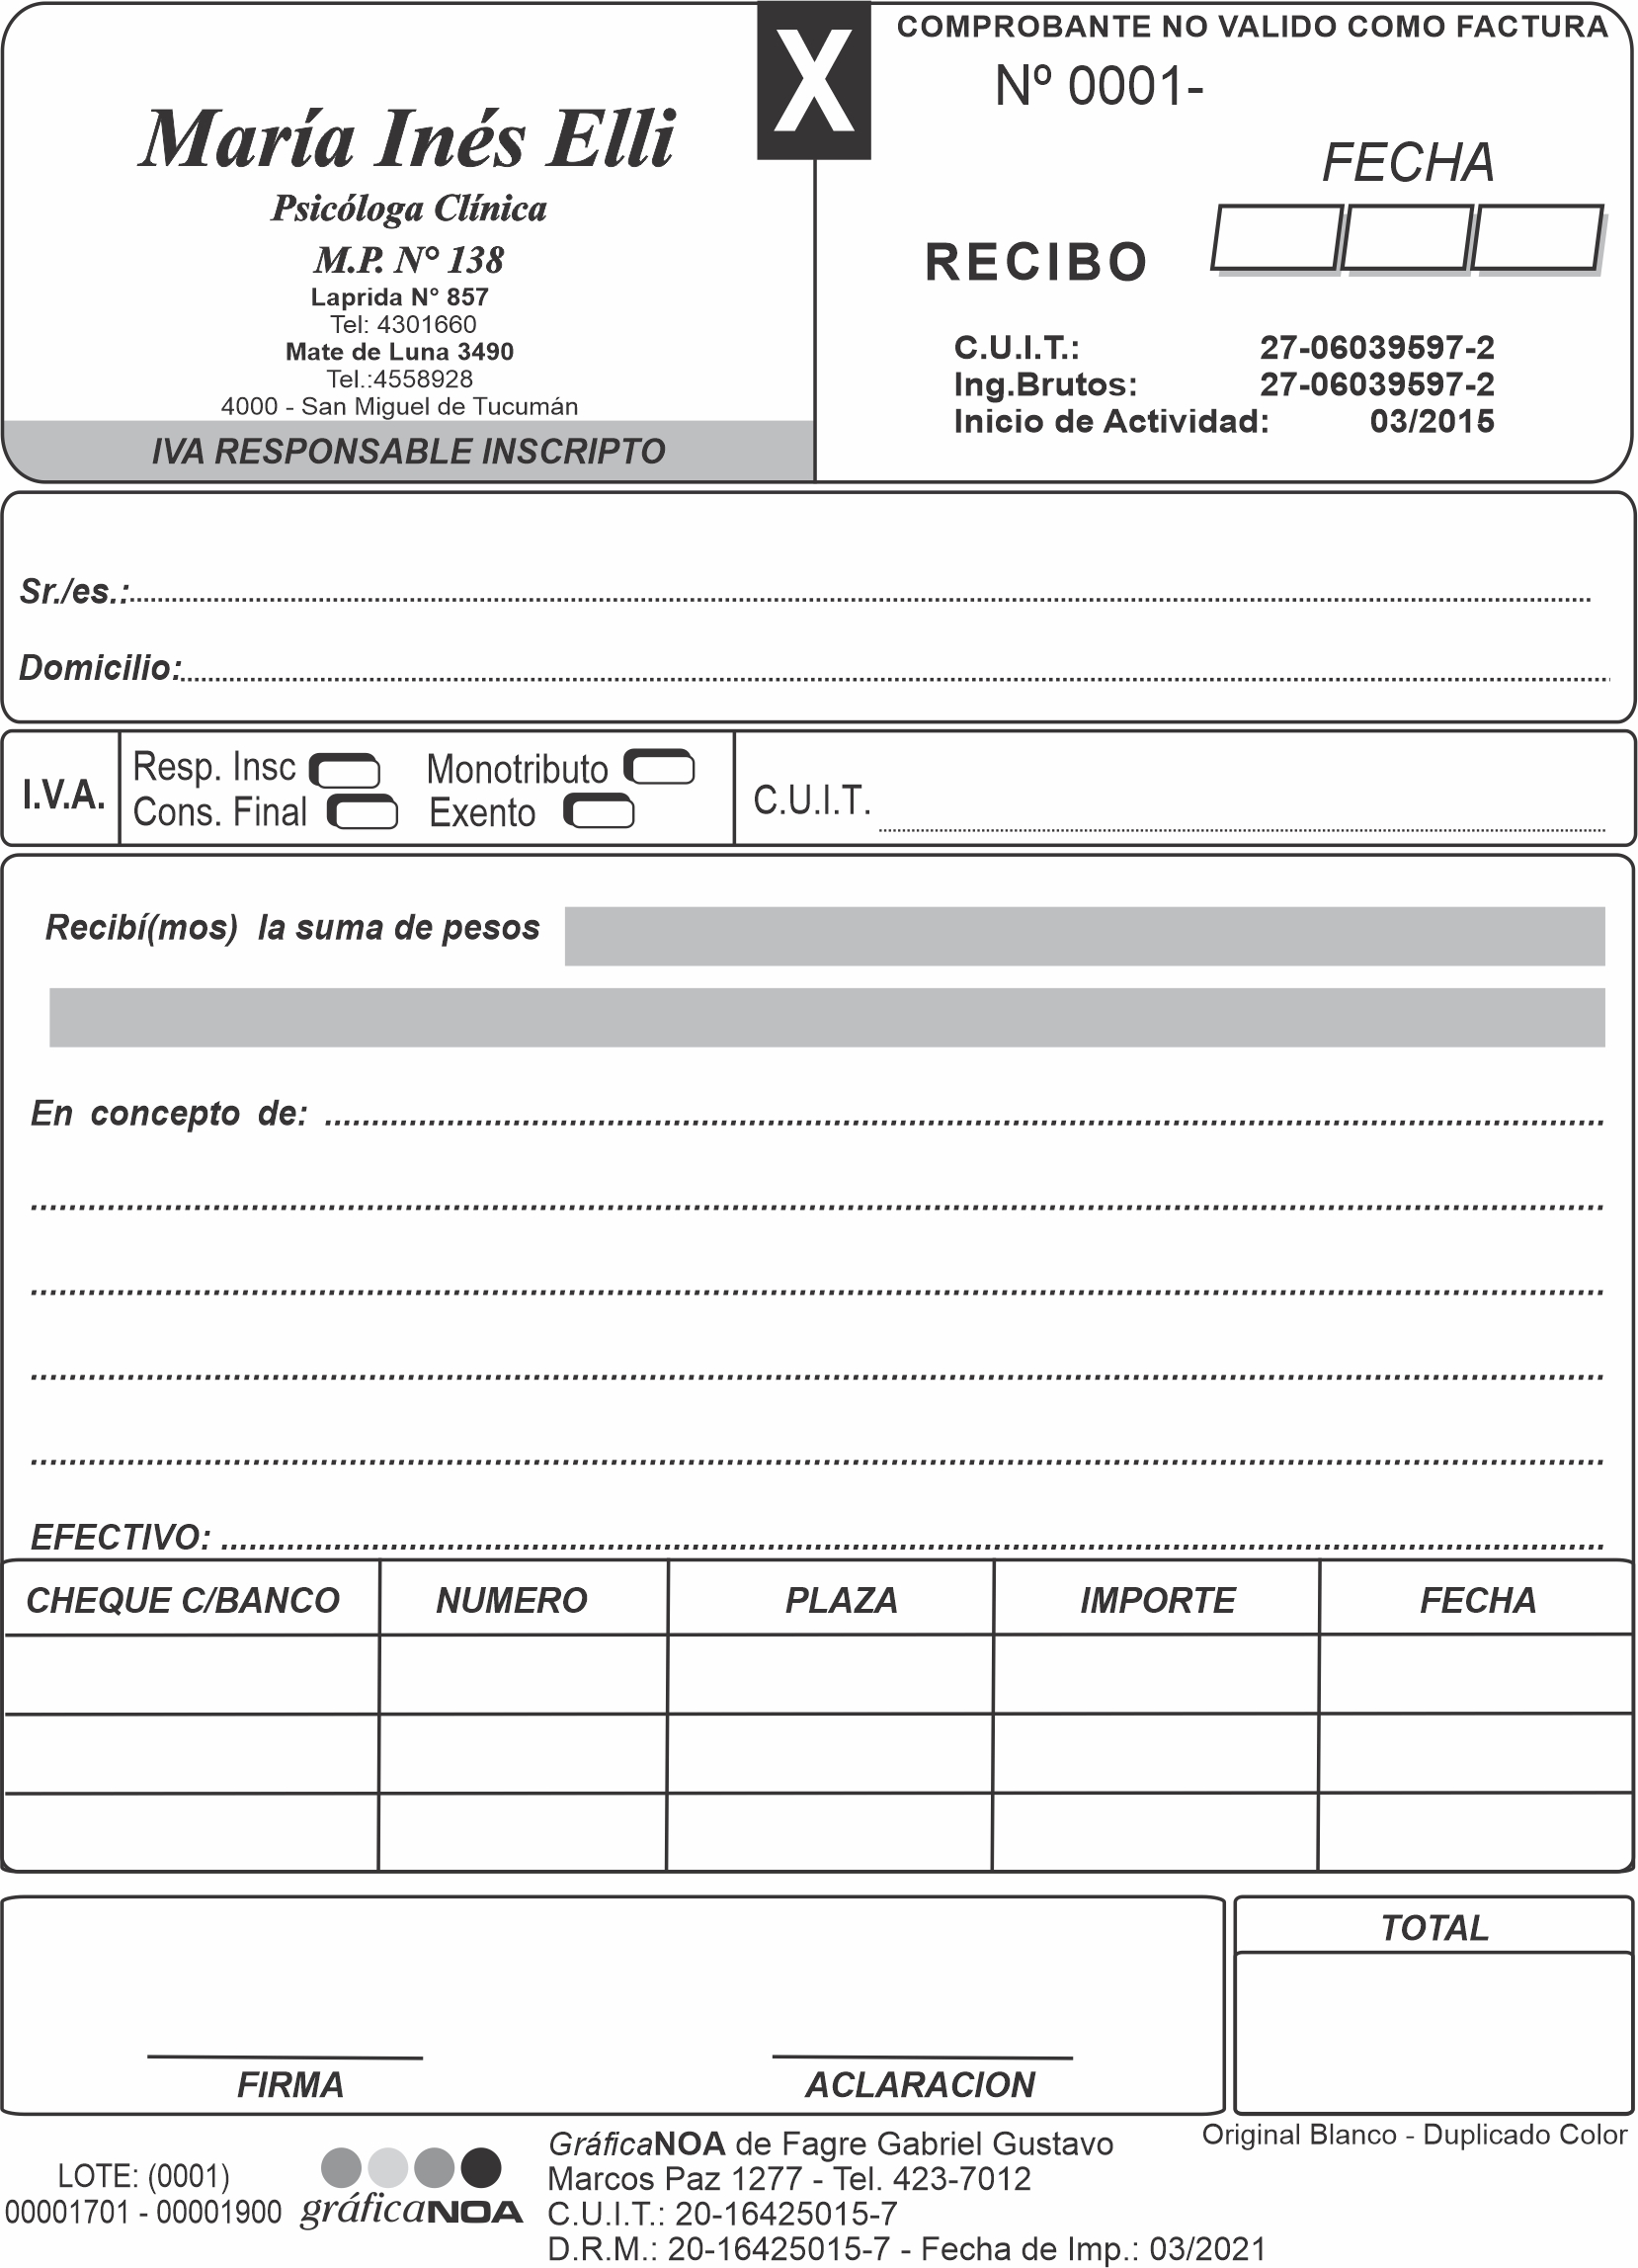 María Inés Elli
Psicóloga Clínica
M.P. N° 138
Laprida N° 857
Tel: 4301660
Mate de Luna 3490
Tel.:4558928
4000 - San Miguel de Tucumán
IVA RESPONSABLE INSCRIPTO
X
COMPROBANTE NO VALIDO COMO FACTURA
Nº 0001-
FECHA
RECIBO
C.U.I.T.: 27-06039597-2
Ing.Brutos: 27-06039597-2
Inicio de Actividad: 03/2015
Sr./es.:
Domicilio:
I.V.A.
Resp. Insc Monotributo
Cons. Final Exento
C.U.I.T.
Recibí(mos) la suma de pesos
En concepto de:
EFECTIVO:
CHEQUE C/BANCO NUMERO PLAZA IMPORTE FECHA
FIRMA ACLARACION
TOTAL
Original Blanco - Duplicado Color
LOTE: (0001)
00001701 - 00001900
gráficaNOA
GráficaNOA de Fagre Gabriel Gustavo
Marcos Paz 1277 - Tel. 423-7012
C.U.I.T.: 20-16425015-7
D.R.M.: 20-16425015-7 - Fecha de Imp.: 03/2021